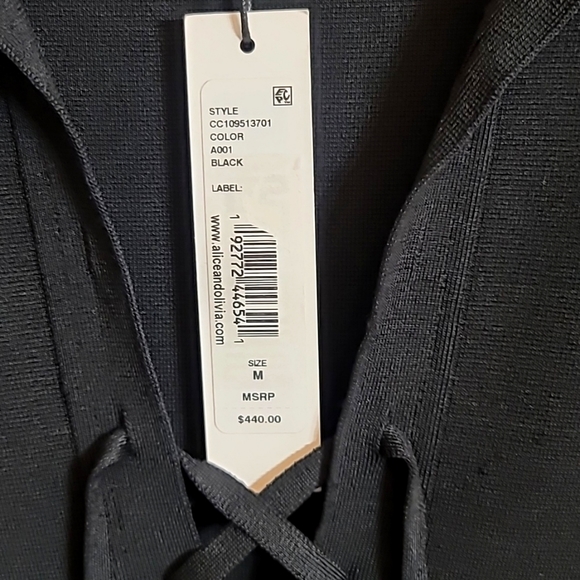 STYLE
CC109513701
COLOR
A001
BLACK
LABEL:
1 92772 44654 1
www.aliceandolivia.com
SIZE
M
MSRP
$440.00